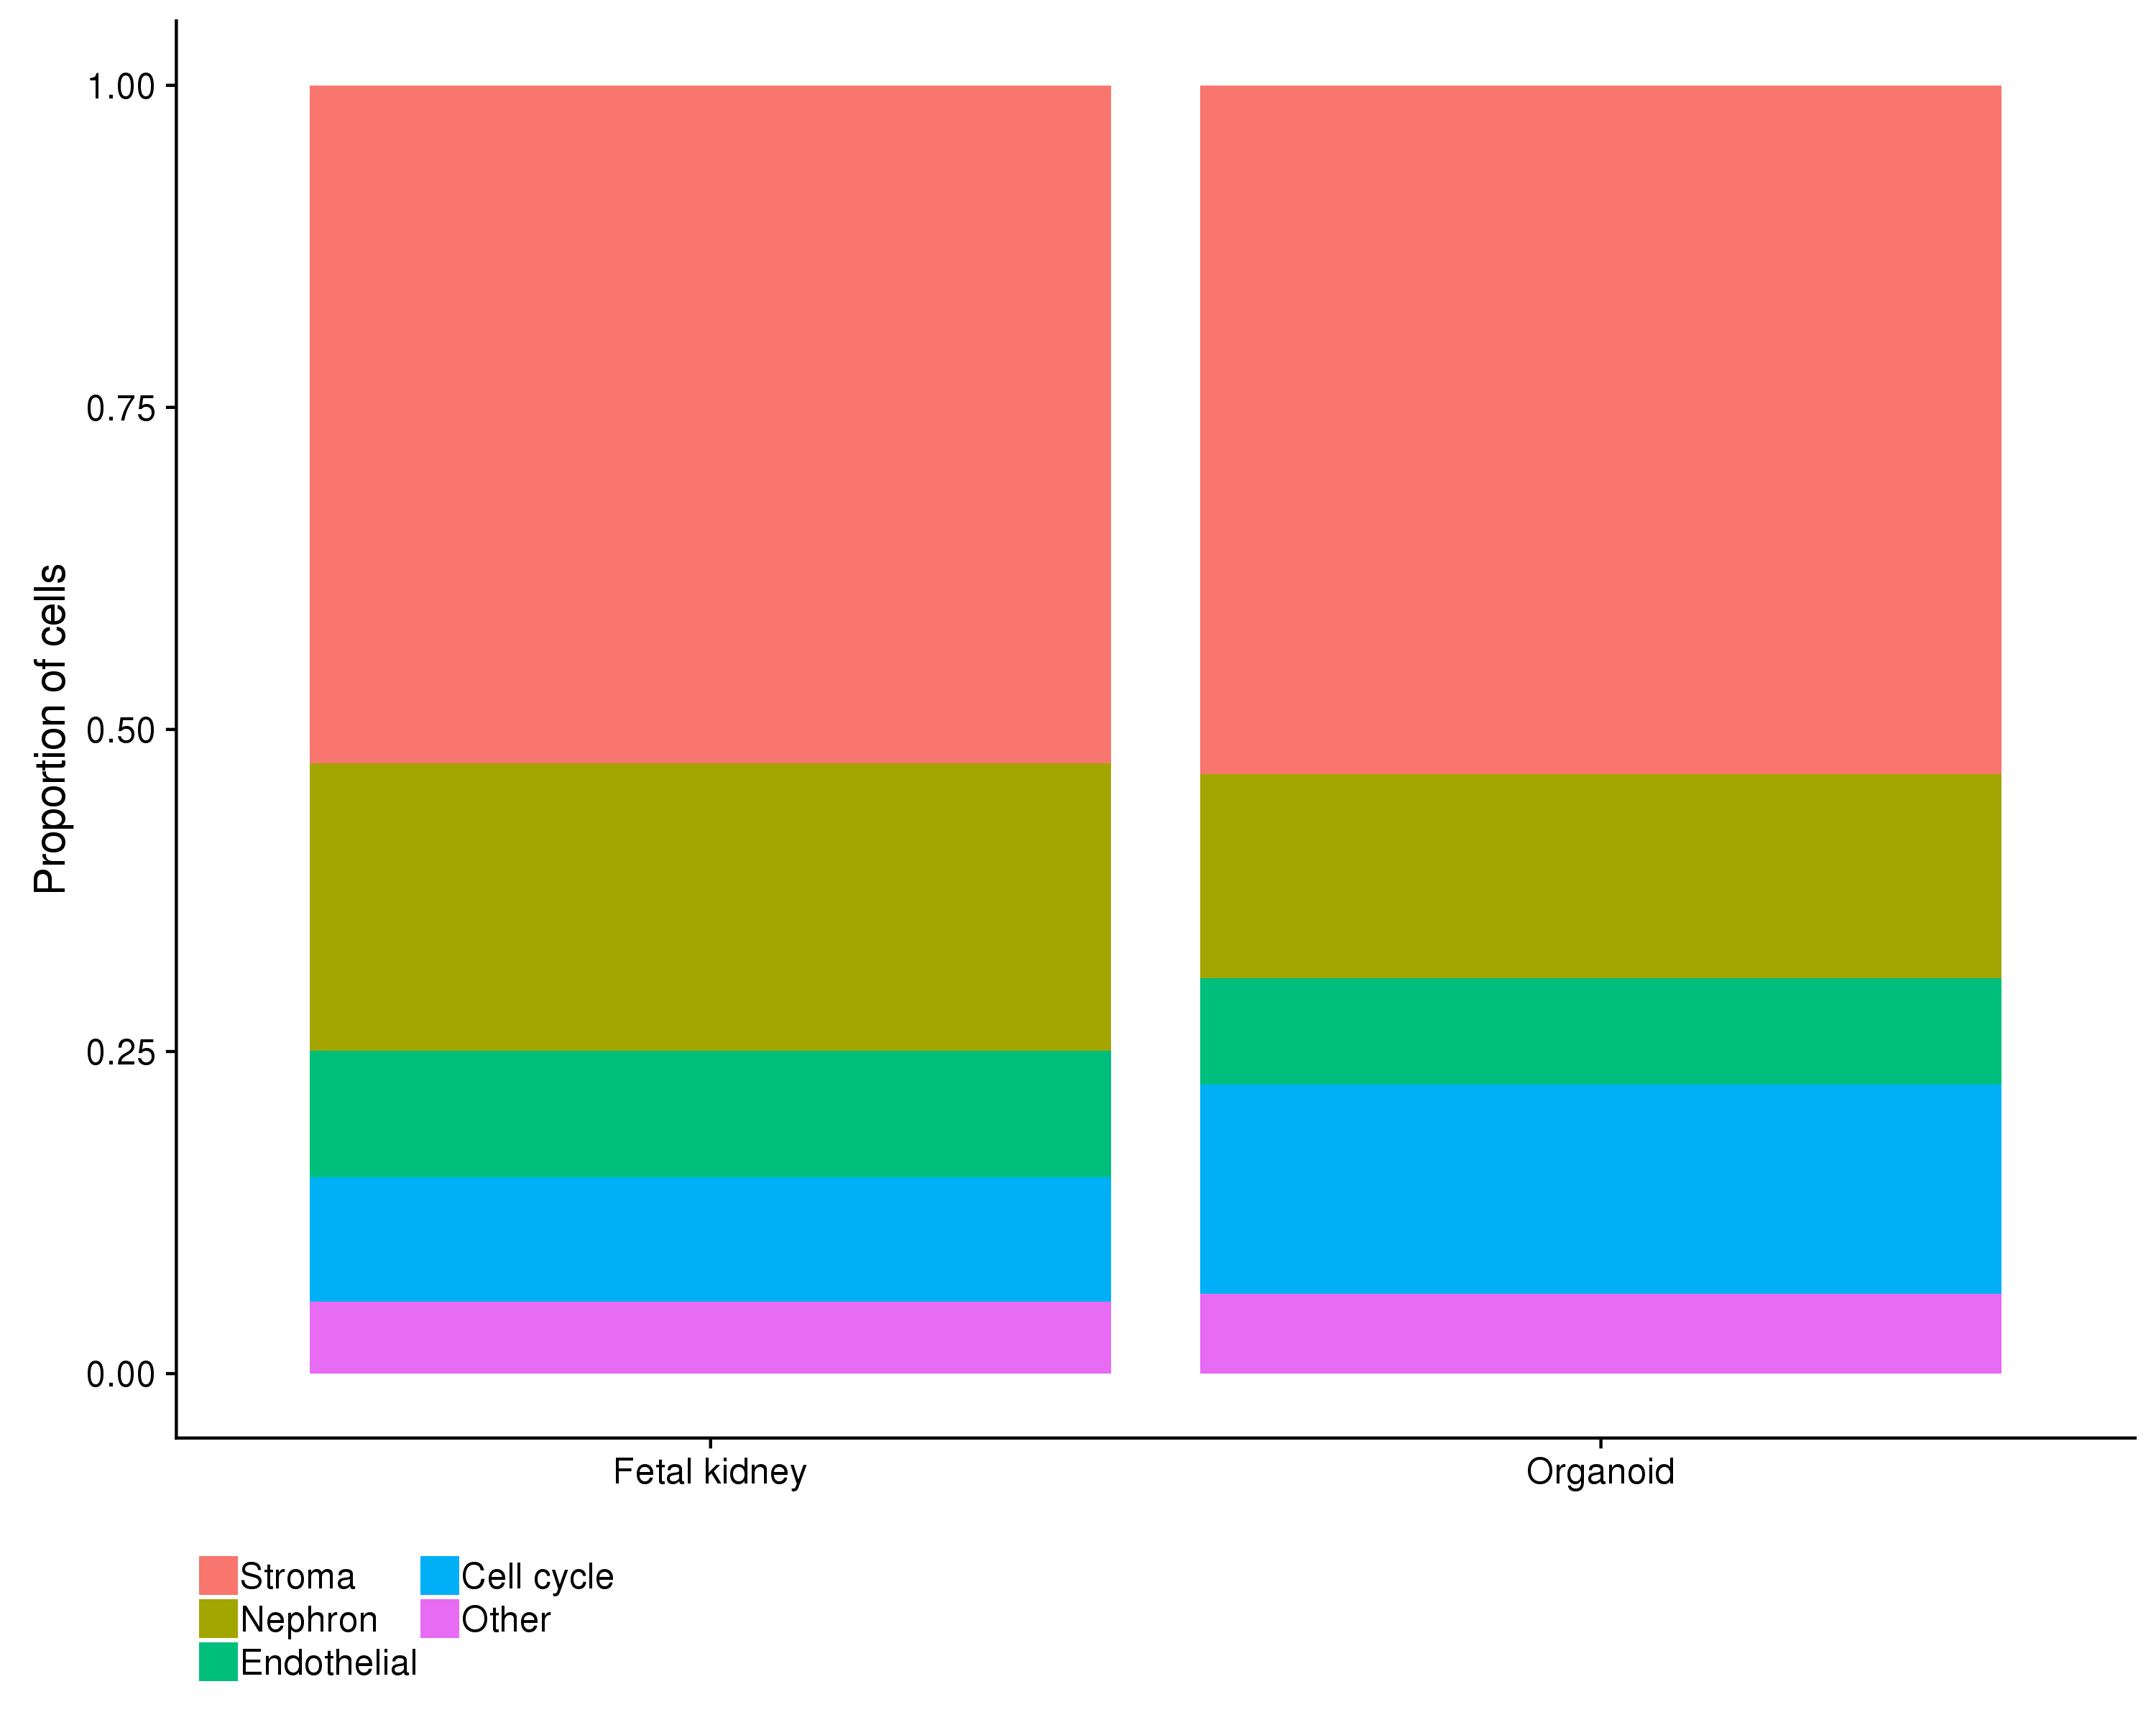 1.00
0.75
0.50
0.25
0.00
Proportion of cells
Fetal kidney
Organoid
Stroma
Nephron
Endothelial
Cell cycle
Other